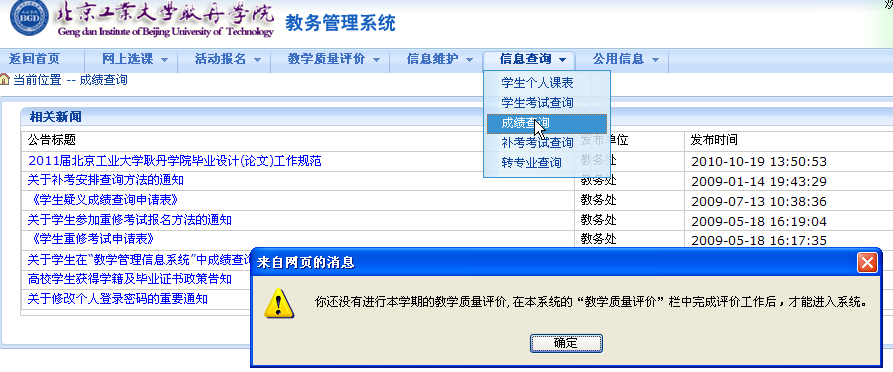 北京工业大学耿丹学院
BGD
Geng dan Institute of Beijing University of Technology
教务管理系统
返回首页 网上选课 活动报名 教学质量评价 信息维护 信息查询 公用信息
当前位置 -- 成绩查询
学生个人课表
学生考试查询
成绩查询
补考考试查询
转专业查询
相关新闻
公告标题 发布单位 发布时间
2011届北京工业大学耿丹学院毕业设计(论文)工作规范 教务处 2010-10-19 13:50:53
关于补考安排查询方法的通知 教务处 2009-01-14 19:43:29
《学生疑义成绩查询申请表》 教务处 2009-07-13 10:38:36
关于学生参加重修考试报名方法的通知 教务处 2009-05-18 16:19:04
《学生重修考试申请表》 教务处 2009-05-18 16:17:35
关于学生在“教学管理信息系统”中成绩查
高校学生获得学籍及毕业证书政策告知
关于修改个人登录密码的重要通知
来自网页的消息
你还没有进行本学期的教学质量评价,在本系统的“教学质量评价”栏中完成评价工作后，才能进入系统。
确定